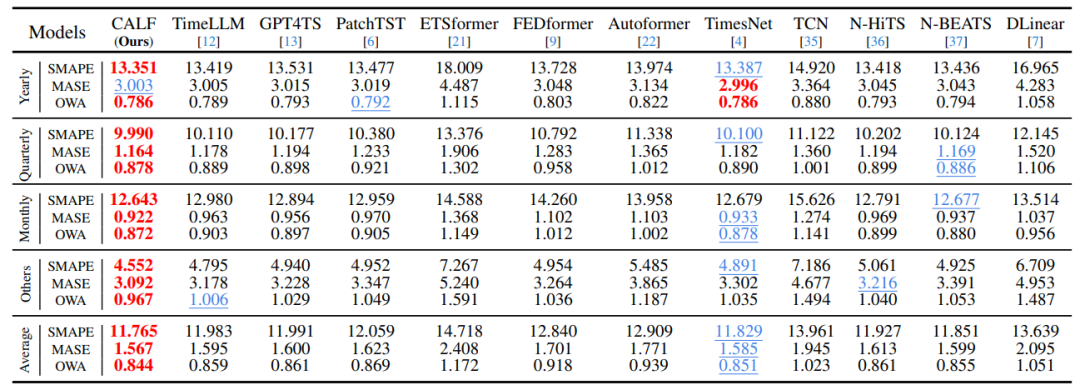 Models CALF TimeLLM GPT4TS PatchTST ETSformer FEDformer Autoformer TimesNet TCN N-HiTS N-BEATS DLinear
(Ours) [12] [13] [6] [21] [9] [22] [4] [35] [36] [37] [7]
Yearly
SMAPE 13.351 13.419 13.531 13.477 18.009 13.728 13.974 13.387 14.920 13.418 13.436 16.965
MASE 3.003 3.005 3.015 3.019 4.487 3.048 3.134 2.996 3.364 3.045 3.043 4.283
OWA 0.786 0.789 0.793 0.792 1.115 0.803 0.822 0.786 0.880 0.793 0.794 1.058
Quarterly
SMAPE 9.990 10.110 10.177 10.380 13.376 10.792 11.338 10.100 11.122 10.202 10.124 12.145
MASE 1.164 1.178 1.194 1.233 1.906 1.283 1.365 1.182 1.360 1.194 1.169 1.520
OWA 0.878 0.889 0.898 0.921 1.302 0.958 1.012 0.890 1.001 0.899 0.886 1.106
Monthly
SMAPE 12.643 12.980 12.894 12.959 14.588 14.260 13.958 12.679 15.626 12.791 12.677 13.514
MASE 0.922 0.963 0.956 0.970 1.368 1.102 1.103 0.933 1.274 0.969 0.937 1.037
OWA 0.872 0.903 0.897 0.905 1.149 1.012 1.002 0.878 1.141 0.899 0.880 0.956
Others
SMAPE 4.552 4.795 4.940 4.952 7.267 4.954 5.485 4.891 7.186 5.061 4.925 6.709
MASE 3.092 3.178 3.228 3.347 5.240 3.264 3.865 3.302 4.677 3.216 3.391 4.953
OWA 0.967 1.006 1.029 1.049 1.591 1.036 1.187 1.035 1.494 1.040 1.053 1.487
Average
SMAPE 11.765 11.983 11.991 12.059 14.718 12.840 12.909 11.829 13.961 11.927 11.851 13.639
MASE 1.567 1.595 1.600 1.623 2.408 1.701 1.771 1.585 1.945 1.613 1.599 2.095
OWA 0.844 0.859 0.861 0.869 1.172 0.918 0.939 0.851 1.023 0.861 0.855 1.051